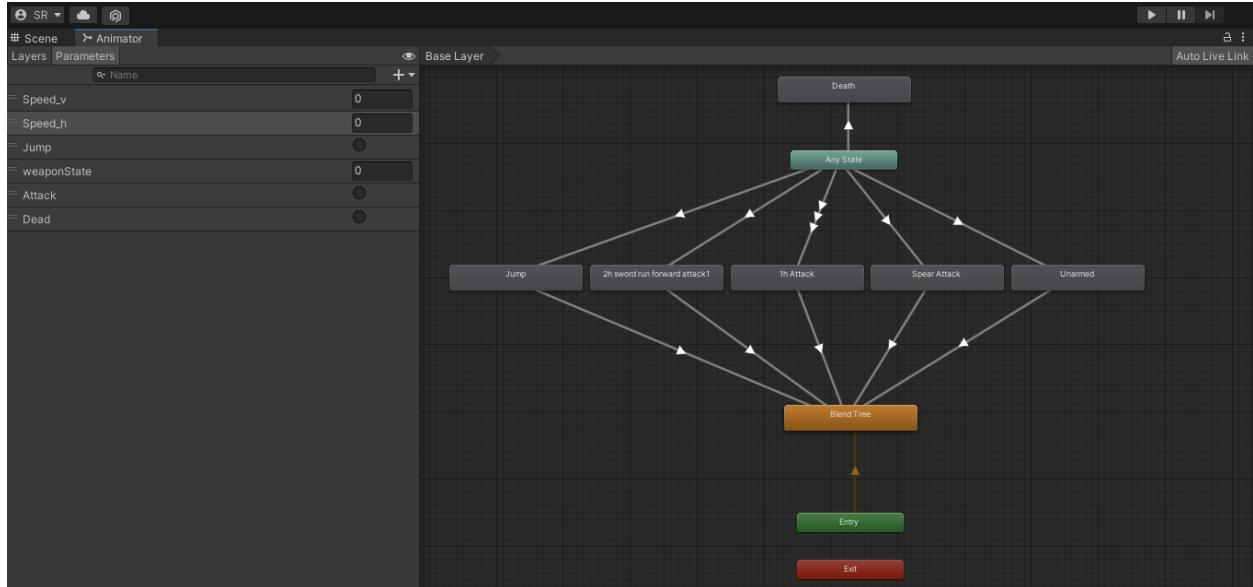 SR
Scene Animator
Layers Parameters
Name
Speed_v 0
Speed_h 0
Jump
weaponState 0
Attack
Dead
Base Layer Auto Live Link
Death
Any State
Jump 2h sword run forward attack1 1h Attack Spear Attack Unarmed
Blend Tree
Entry
Exit